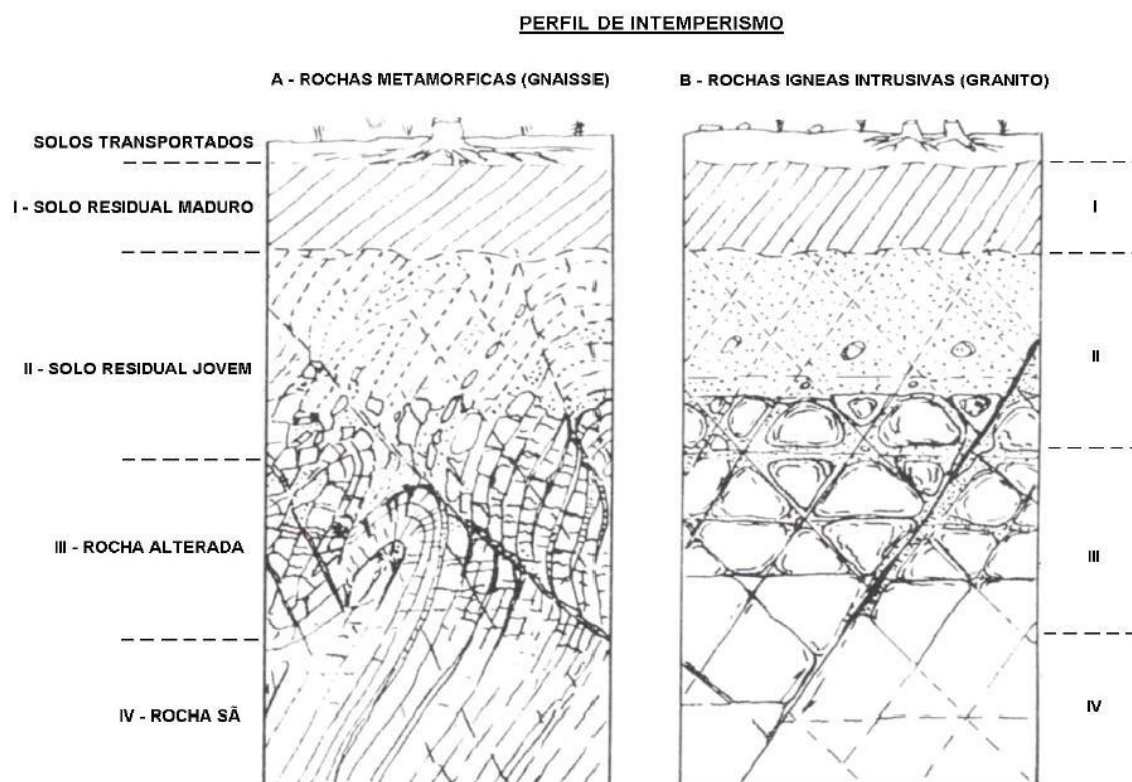 PERFIL DE INTEMPERISMO
A - ROCHAS METAMORFICAS (GNAISSE)
B - ROCHAS IGNEAS INTRUSIVAS (GRANITO)
SOLOS TRANSPORTADOS
I - SOLO RESIDUAL MADURO
I
II - SOLO RESIDUAL JOVEM
II
III - ROCHA ALTERADA
III
IV - ROCHA SÃ
IV